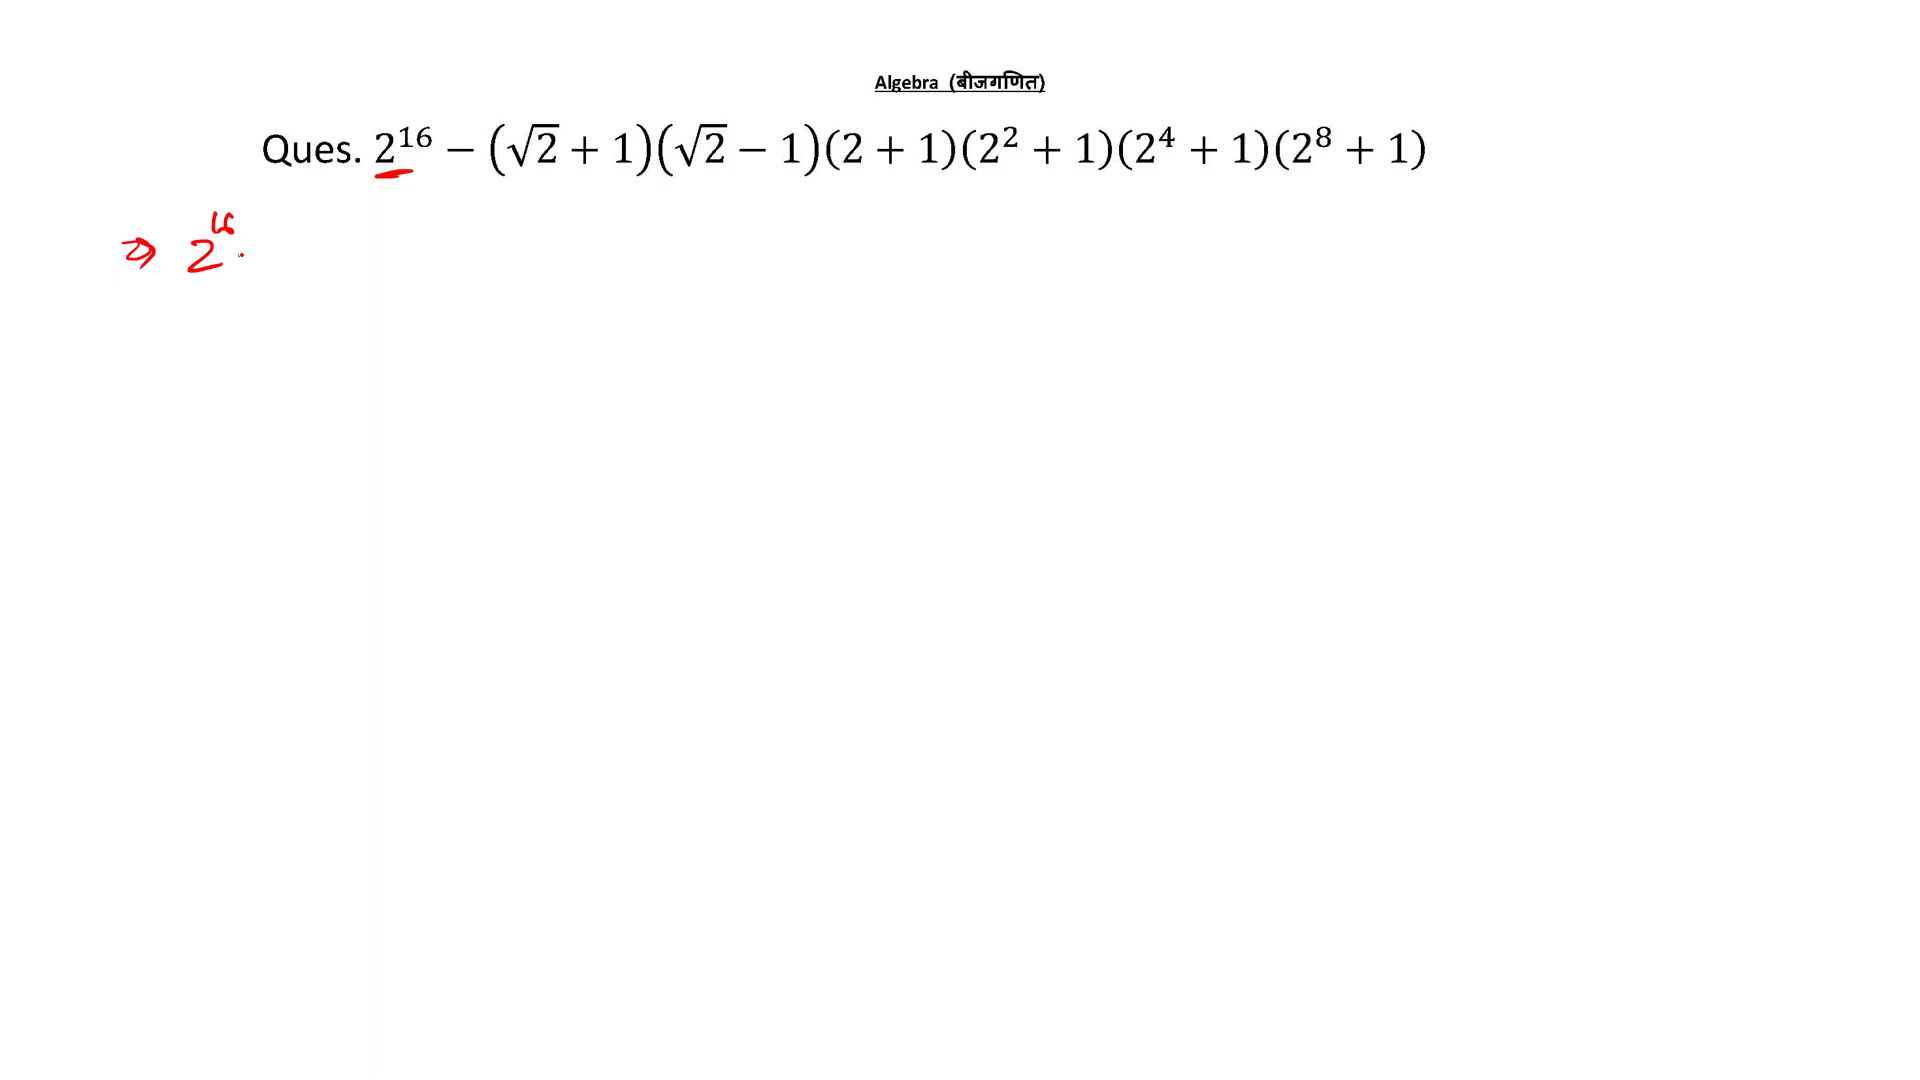 Algebra (बीजगणित)
Ques. 2¹⁶ − (√2 + 1)(√2 − 1)(2 + 1)(2² + 1)(2⁴ + 1)(2⁸ + 1)
⇒ 2¹⁶